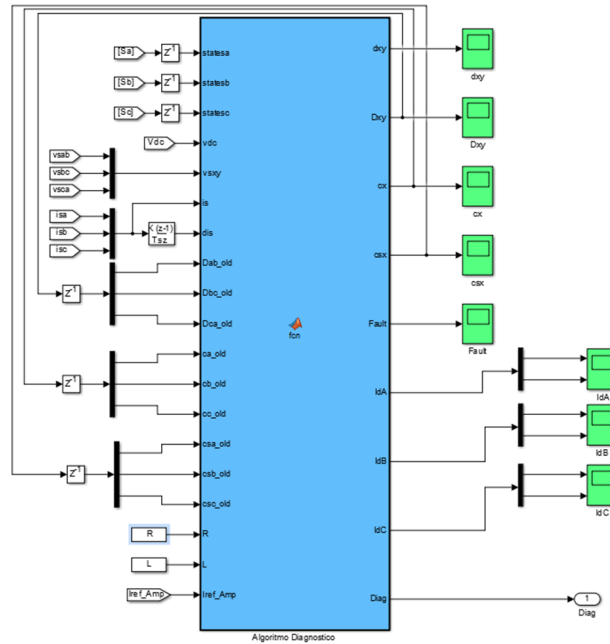 [Sa]
Z-1
statesa
[Sb]
Z-1
statesb
[Sc]
Z-1
statesc
Vdc
vdc
vsab
vsbc
vsca
vsxy
isa
isb
isc
is
K (z-1)
Tsz
dis
Z-1
Dab_old
Dbc_old
Dca_old
Z-1
ca_old
cb_old
cc_old
Z-1
csa_old
csb_old
csc_old
R
R
L
L
Iref_Amp
Iref_Amp
fcn
dxy
Dxy
cx
csx
Fault
IdA
IdB
IdC
Diag
dxy
Dxy
cx
csx
Fault
IdA
IdB
IdC
1
Diag
Algoritmo Diagnostico